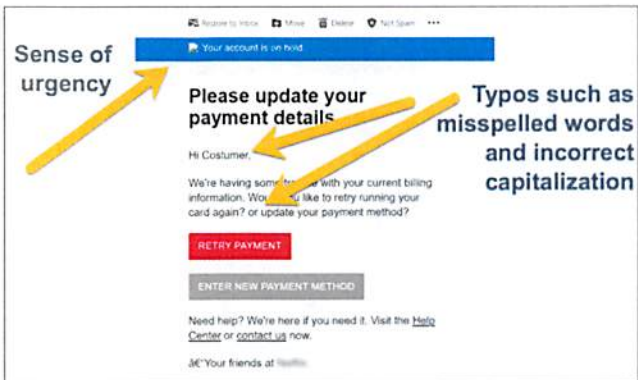 Restore to Inbox Move Delete Not Spam •••
Your account is on hold.
Sense of
urgency
Please update your
payment details
Typos such as
misspelled words
and incorrect
capitalization
Hi Costumer,
We're having some with your current billing
information. Would you like to retry running your
card again? or update your payment method?
RETRY PAYMENT
ENTER NEW PAYMENT METHOD
Need help? We're here if you need it. Visit the Help
Center or contact us now.
â€"Your friends at